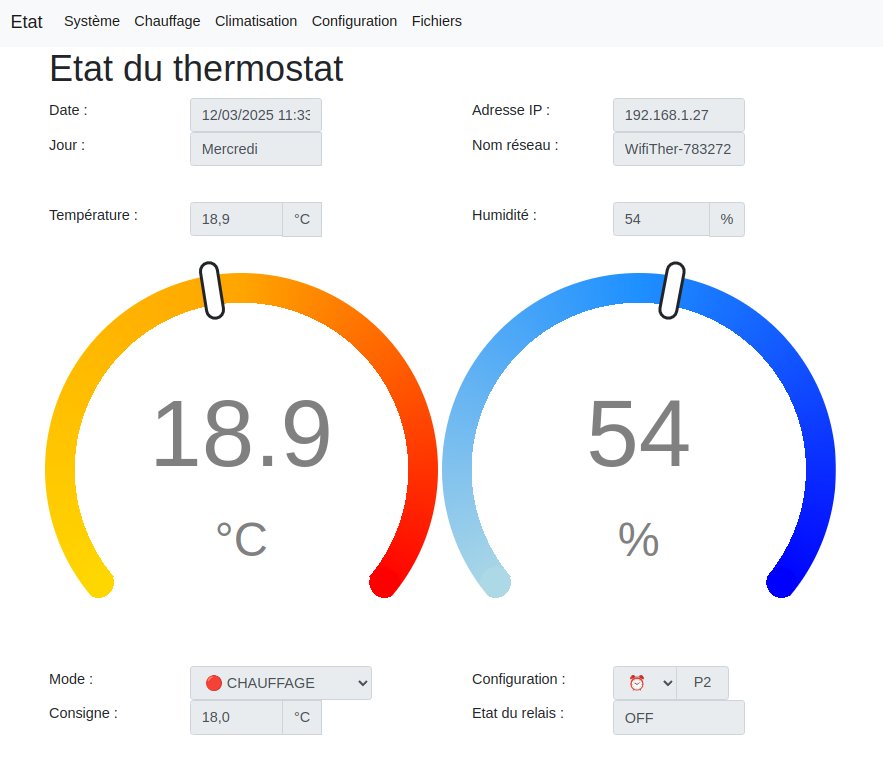 Etat Système Chauffage Climatisation Configuration Fichiers
Etat du thermostat
Date : 12/03/2025 11:33 Adresse IP : 192.168.1.27
Jour : Mercredi Nom réseau : WifiTher-783272
Température : 18,9 °C Humidité : 54 %
18.9 54
°C %
Mode : 🔴 CHAUFFAGE Configuration : ⏰ P2
Consigne : 18,0 °C Etat du relais : OFF